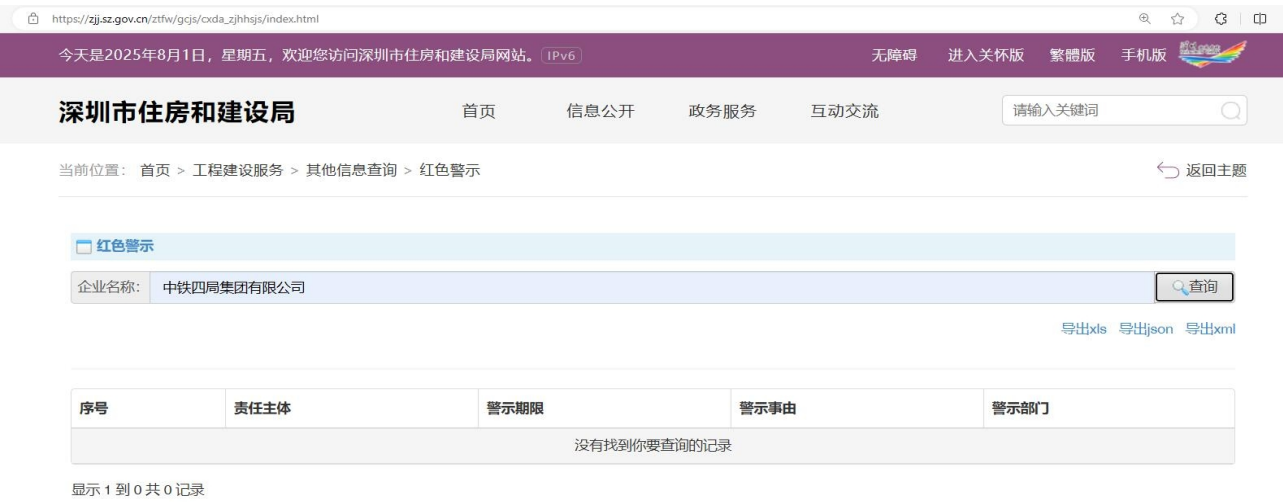 https://zjj.sz.gov.cn/ztfw/gcjs/cxda_zjhhsjs/index.html
今天是2025年8月1日，星期五，欢迎您访问深圳市住房和建设局网站。 IPv6 无障碍 进入关怀版 繁體版 手机版
深圳市住房和建设局 首页 信息公开 政务服务 互动交流 请输入关键词
当前位置： 首页 > 工程建设服务 > 其他信息查询 > 红色警示 返回主题
红色警示
企业名称: 中铁四局集团有限公司 查询
导出xls 导出json 导出xml
序号 责任主体 警示期限 警示事由 警示部门
没有找到你要查询的记录
显示 1 到 0 共 0 记录